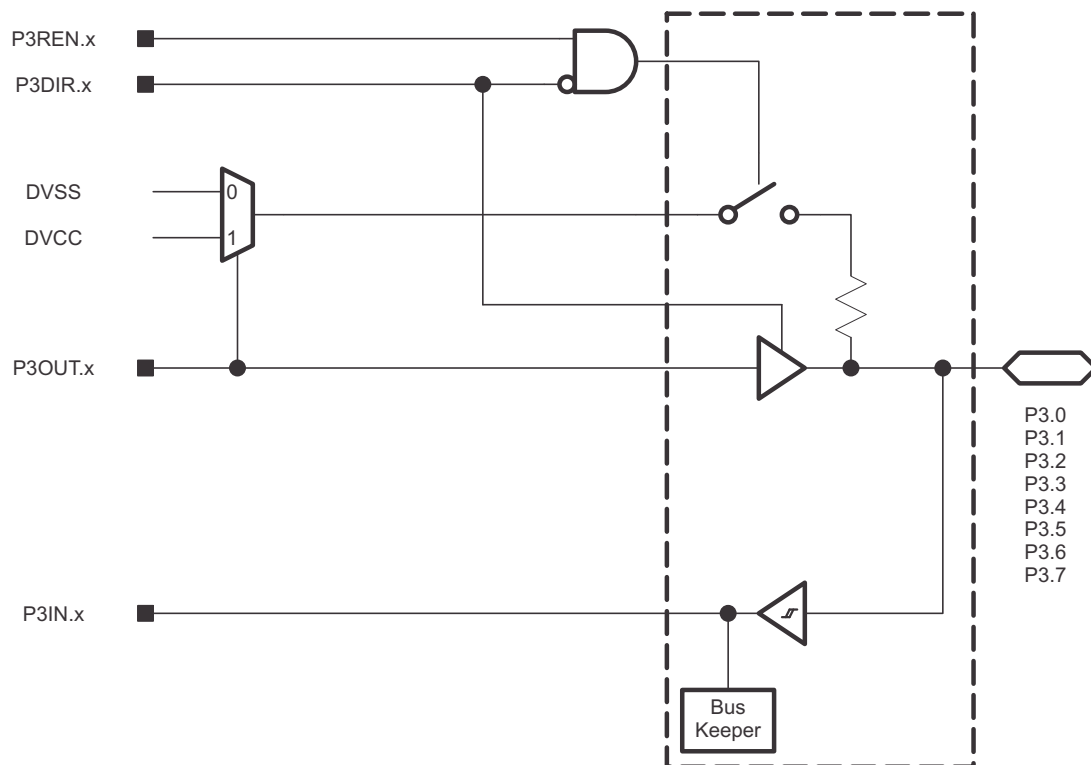 P3REN.x
P3DIR.x
DVSS
0
DVCC
1
P3OUT.x
P3.0
P3.1
P3.2
P3.3
P3.4
P3.5
P3.6
P3.7
P3IN.x
Bus
Keeper